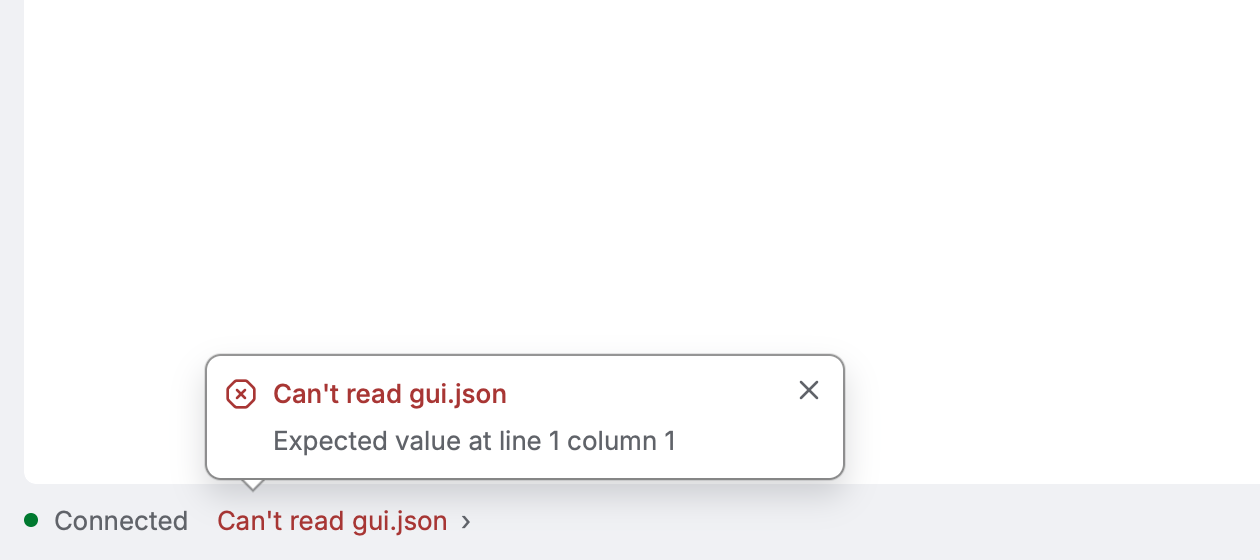 Can't read gui.json
Expected value at line 1 column 1
Connected Can't read gui.json ›